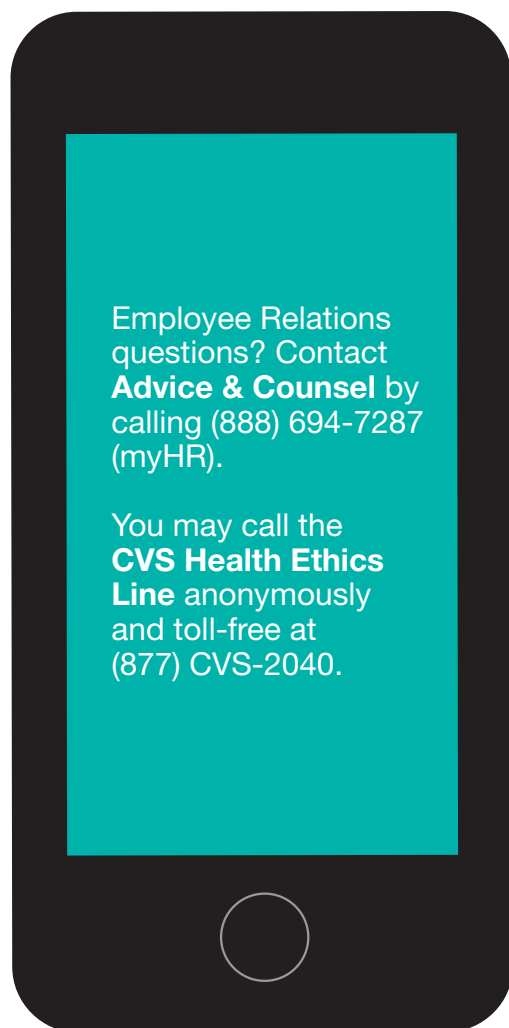 Employee Relations
questions? Contact
Advice & Counsel by
calling (888) 694-7287
(myHR).
You may call the
CVS Health Ethics
Line anonymously
and toll-free at
(877) CVS-2040.